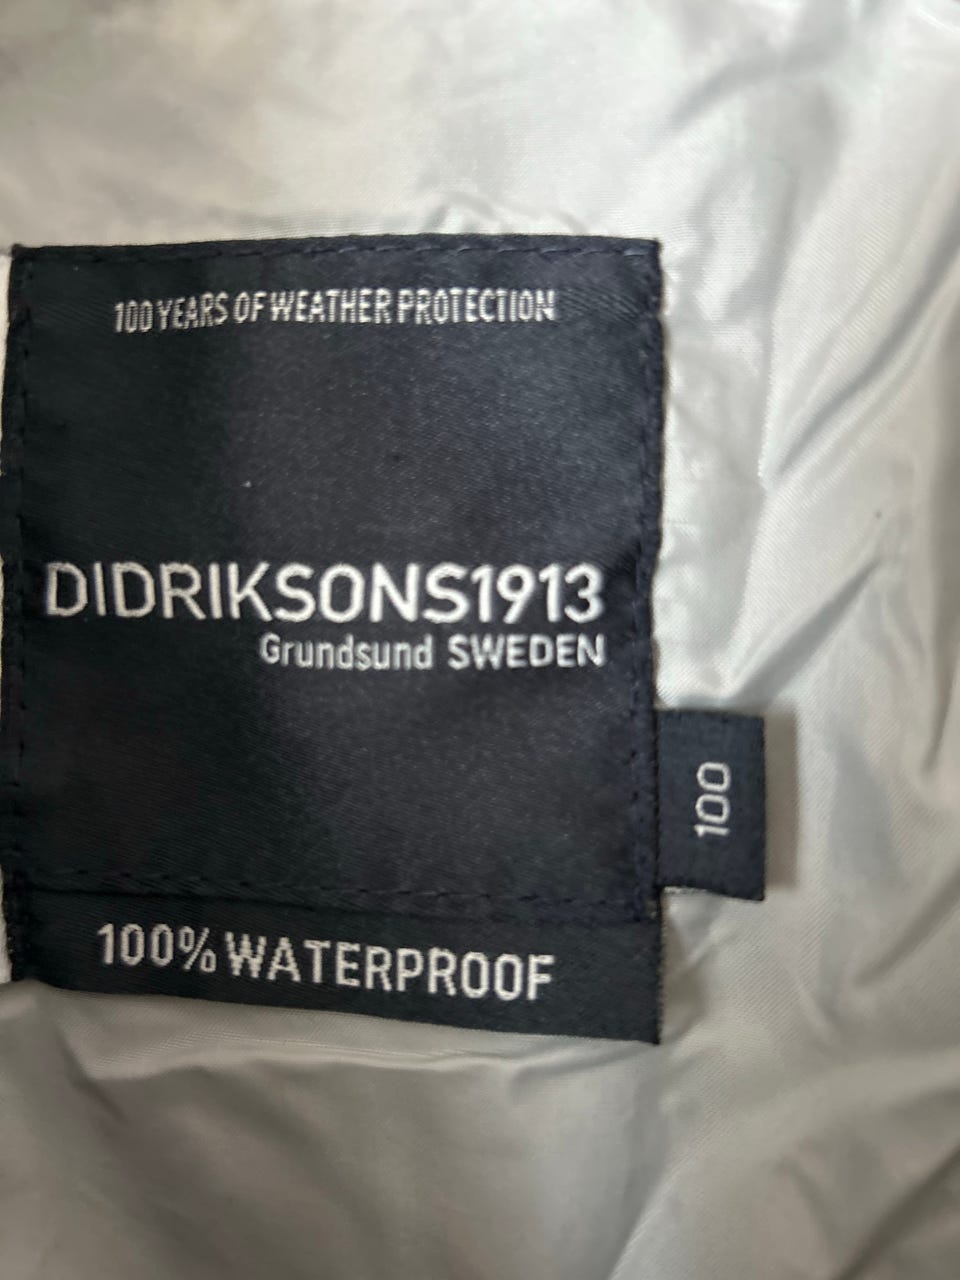 100 YEARS OF WEATHER PROTECTION
DIDRIKSONS1913
Grundsund SWEDEN
100
100% WATERPROOF